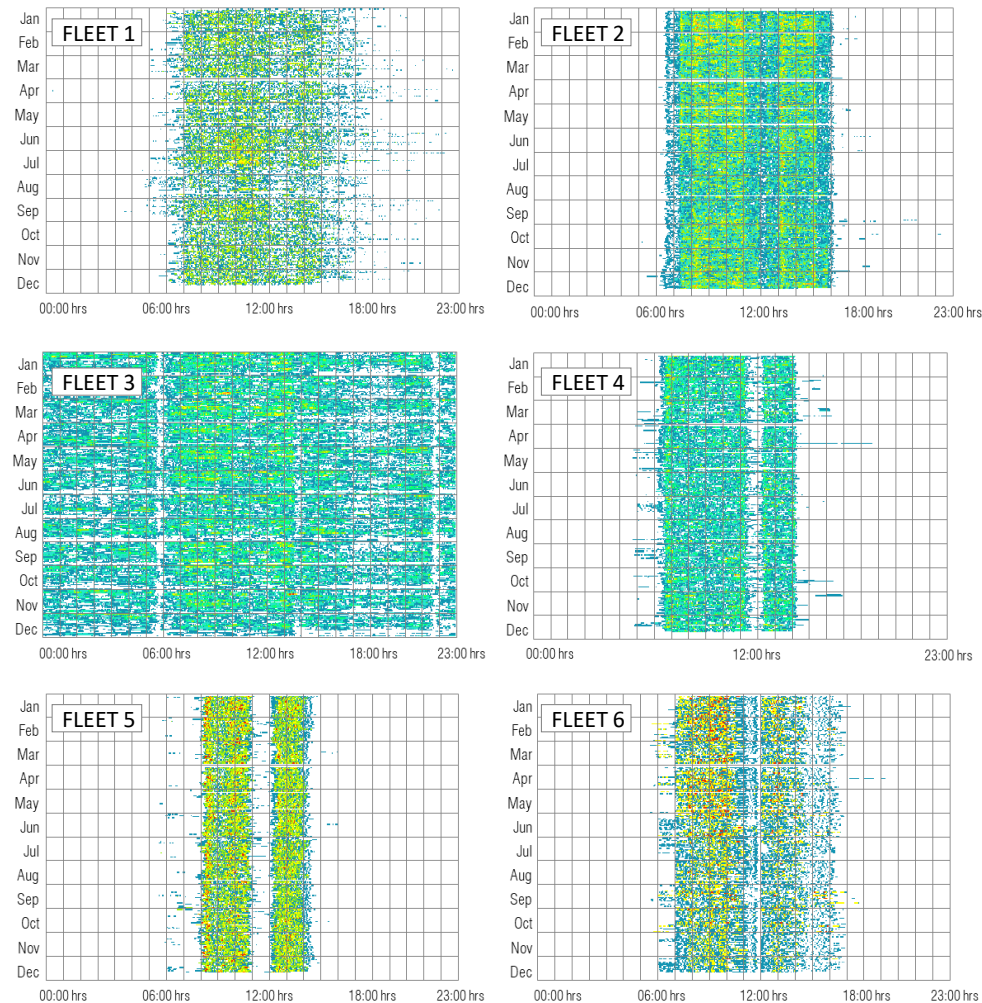 FLEET 1
Jan
Feb
Mar
Apr
May
Jun
Jul
Aug
Sep
Oct
Nov
Dec
00:00 hrs 06:00 hrs 12:00 hrs 18:00 hrs 23:00 hrs
FLEET 2
Jan
Feb
Mar
Apr
May
Jun
Jul
Aug
Sep
Oct
Nov
Dec
00:00 hrs 06:00 hrs 12:00 hrs 18:00 hrs 23:00 hrs
FLEET 3
Jan
Feb
Mar
Apr
May
Jun
Jul
Aug
Sep
Oct
Nov
Dec
00:00 hrs 06:00 hrs 12:00 hrs 18:00 hrs 23:00 hrs
FLEET 4
Jan
Feb
Mar
Apr
May
Jun
Jul
Aug
Sep
Oct
Nov
Dec
00:00 hrs 12:00 hrs 23:00 hrs
FLEET 5
Jan
Feb
Mar
Apr
May
Jun
Jul
Aug
Sep
Oct
Nov
Dec
00:00 hrs 06:00 hrs 12:00 hrs 18:00 hrs 23:00 hrs
FLEET 6
Jan
Feb
Mar
Apr
May
Jun
Jul
Aug
Sep
Oct
Nov
Dec
00:00 hrs 06:00 hrs 12:00 hrs 18:00 hrs 23:00 hrs